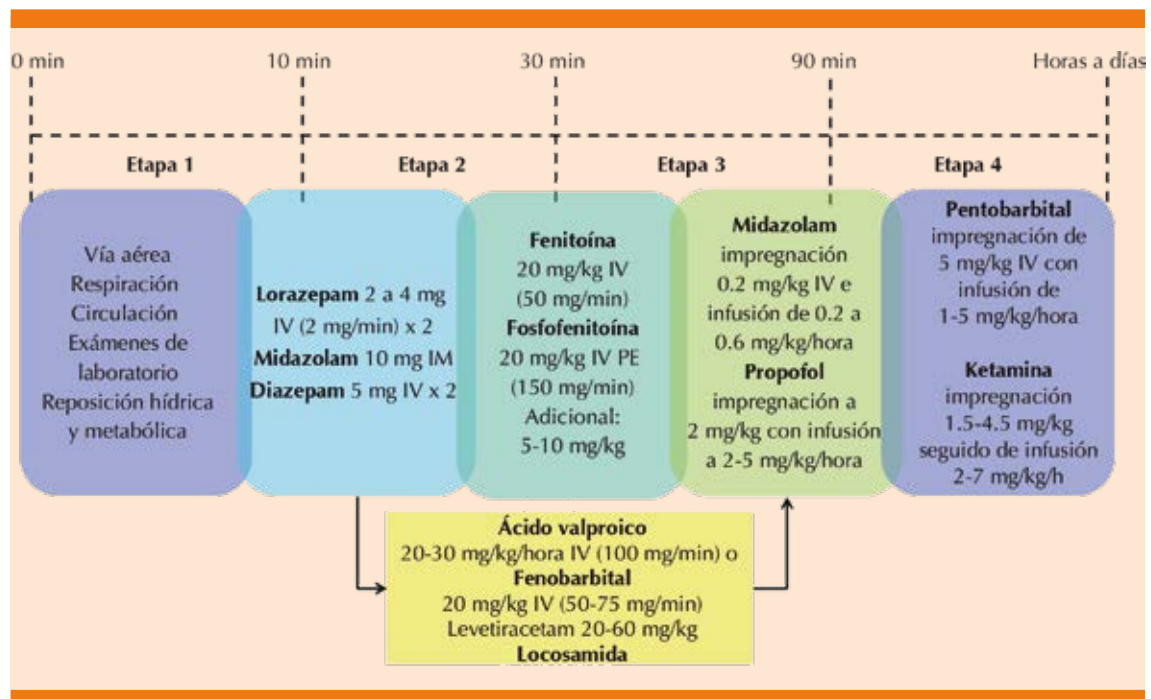 0 min
10 min
30 min
90 min
Horas a días
Etapa 1
Etapa 2
Etapa 3
Etapa 4
Vía aérea
Respiración
Circulación
Exámenes de
laboratorio
Reposición hídrica
y metabólica
Lorazepam 2 a 4 mg
IV (2 mg/min) x 2
Midazolam 10 mg IM
Diazepam 5 mg IV x 2
Fenitoína
20 mg/kg IV
(50 mg/min)
Fosfofenitoína
20 mg/kg IV PE
(150 mg/min)
Adicional:
5-10 mg/kg
Midazolam
impregnación
0.2 mg/kg IV e
infusión de 0.2 a
0.6 mg/kg/hora
Propofol
impregnación a
2 mg/kg con infusión
a 2-5 mg/kg/hora
Pentobarbital
impregnación de
5 mg/kg IV con
infusión de
1-5 mg/kg/hora
Ketamina
impregnación
1.5-4.5 mg/kg
seguido de infusión
2-7 mg/kg/h
Ácido valproico
20-30 mg/kg/hora IV (100 mg/min) o
Fenobarbital
20 mg/kg IV (50-75 mg/min)
Levetiracetam 20-60 mg/kg
Locosamida